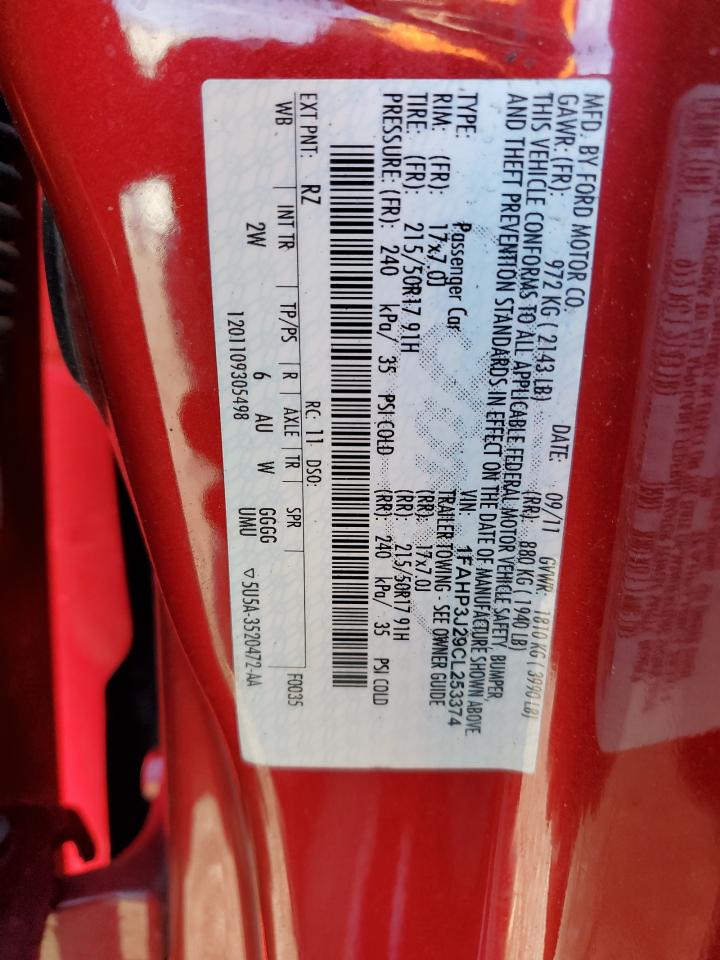 MFD. BY FORD MOTOR CO.
DATE: 09/11 GVWR: 1810 KG ( 3990 LB)
GAWR: (FR): 972 KG ( 2143 LB) (RR): 880 KG ( 1940 LB)
THIS VEHICLE CONFORMS TO ALL APPLICABLE FEDERAL MOTOR VEHICLE SAFETY, BUMPER,
AND THEFT PREVENTION STANDARDS IN EFFECT ON THE DATE OF MANUFACTURE SHOWN ABOVE.
VIN: 1FAHP3J29CL253374
TYPE: Passenger Car TRAILER TOWING - SEE OWNER GUIDE
RIM: (FR): 17x7.0J (RR): 17x7.0J
TIRE: (FR): 215/50R17 91H (RR): 215/50R17 91H
PRESSURE: (FR): 240 kPa/ 35 PSI COLD (RR): 240 kPa/ 35 PSI COLD
EXT PNT: RZ RC: 11 DSO: F0035
WB INT TR TP/PS R AXLE TR SPR
2W 6 AU W GGGG
1201109305498 UMU ▽5U5A-3520472-AA